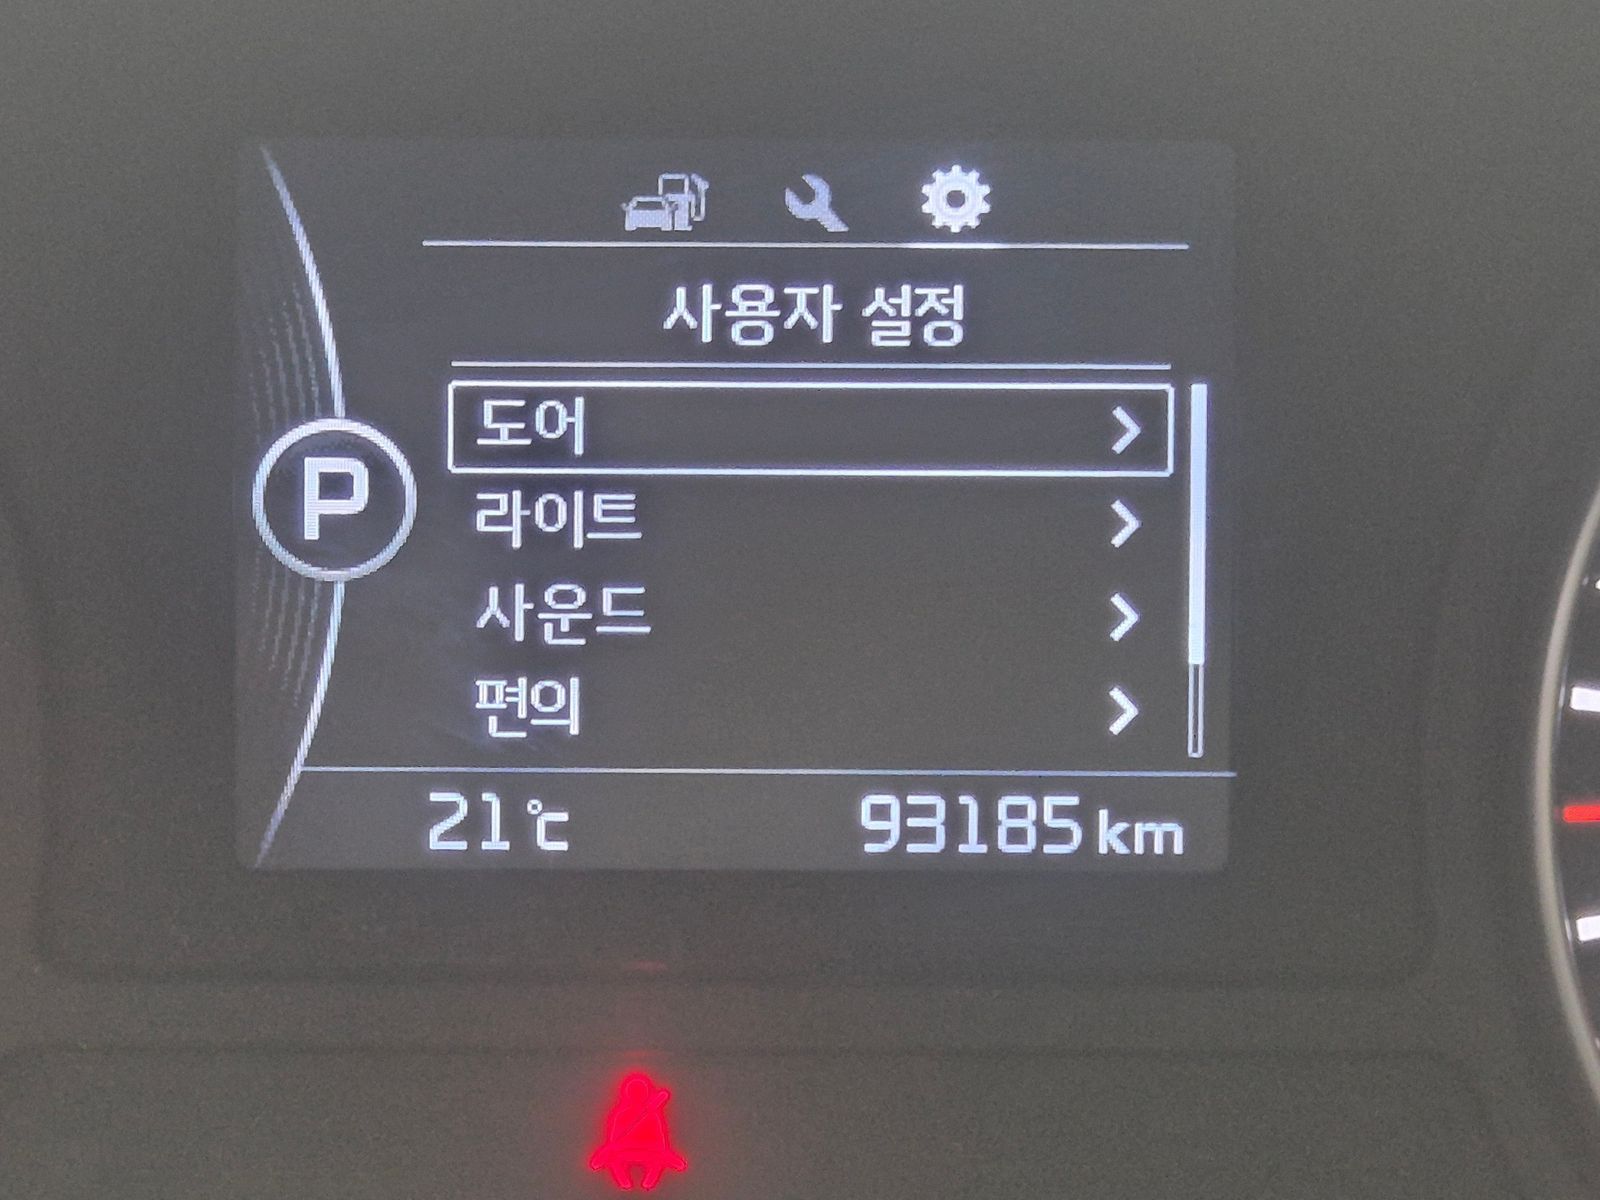 사용자 설정
도어
라이트
사운드
편의
P
21℃
93185 km